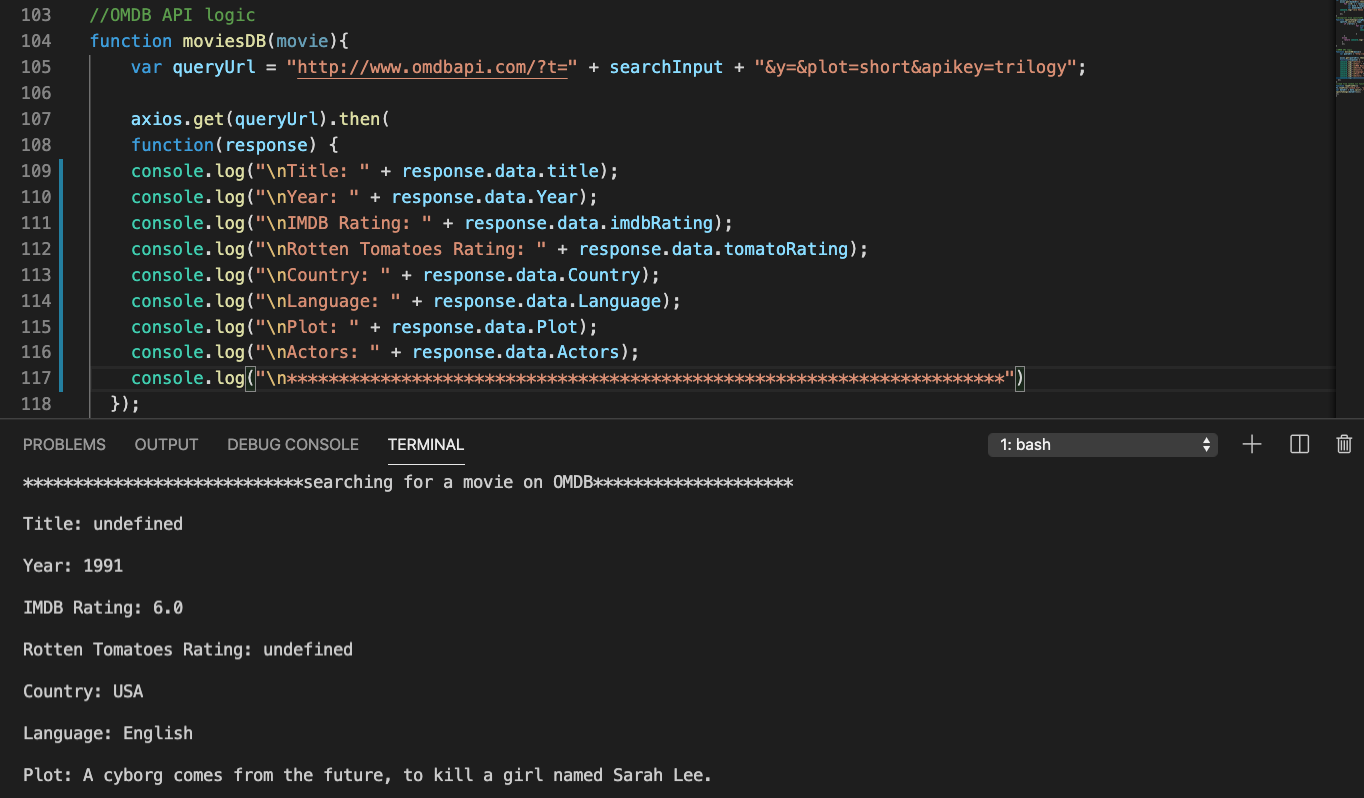 103 //OMDB API logic
104 function moviesDB(movie){
105 var queryUrl = "http://www.omdbapi.com/?t=" + searchInput + "&y=&plot=short&apikey=trilogy";
106
107 axios.get(queryUrl).then(
108 function(response) {
109 console.log("\nTitle: " + response.data.title);
110 console.log("\nYear: " + response.data.Year);
111 console.log("\nIMDB Rating: " + response.data.imdbRating);
112 console.log("\nRotten Tomatoes Rating: " + response.data.tomatoRating);
113 console.log("\nCountry: " + response.data.Country);
114 console.log("\nLanguage: " + response.data.Language);
115 console.log("\nPlot: " + response.data.Plot);
116 console.log("\nActors: " + response.data.Actors);
117 console.log("\n*********************************************************************")
118 });
PROBLEMS OUTPUT DEBUG CONSOLE TERMINAL 1: bash
****************************searching for a movie on OMDB********************
Title: undefined
Year: 1991
IMDB Rating: 6.0
Rotten Tomatoes Rating: undefined
Country: USA
Language: English
Plot: A cyborg comes from the future, to kill a girl named Sarah Lee.